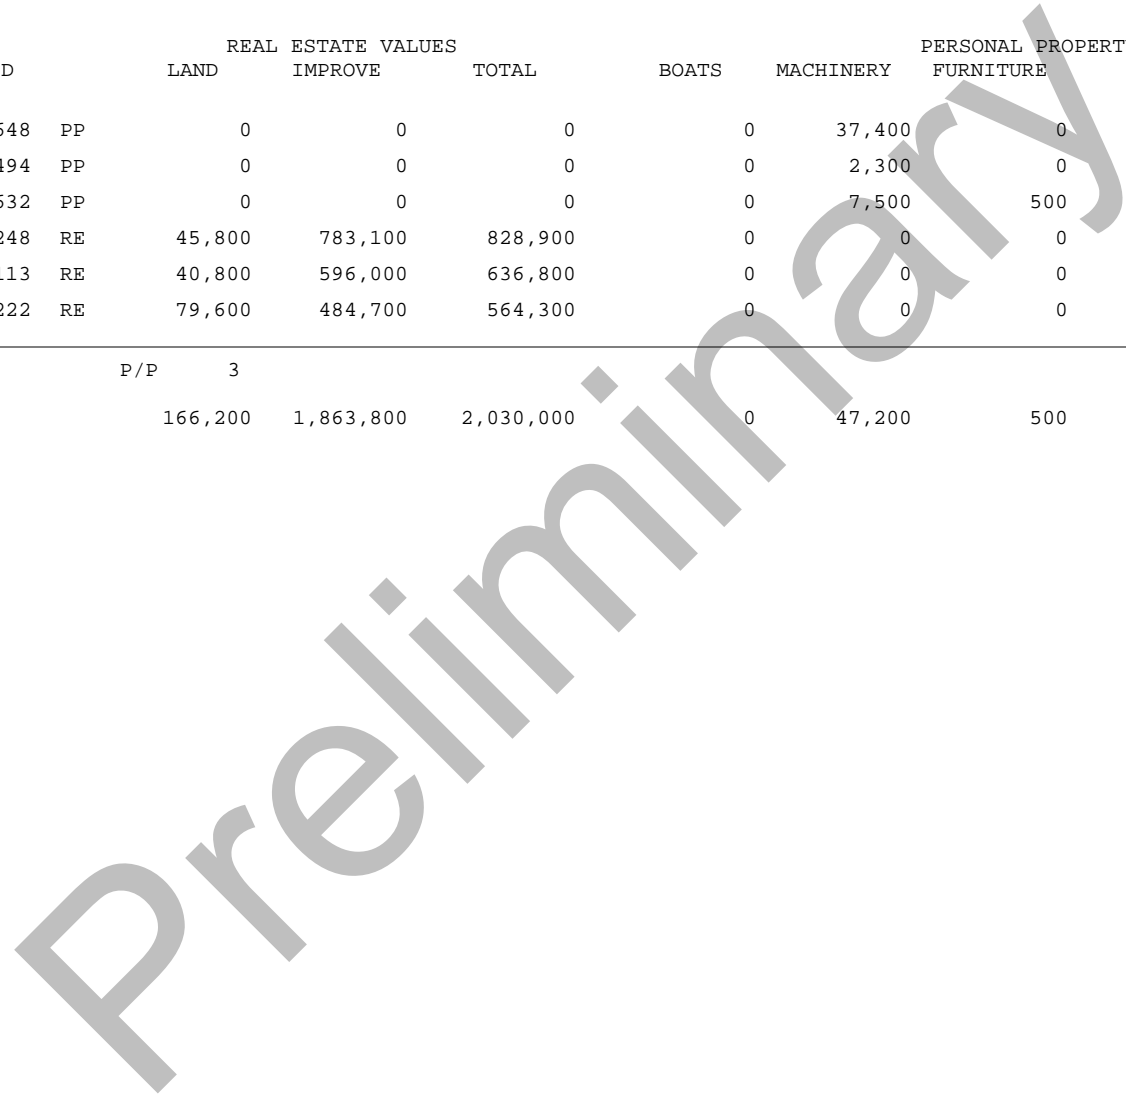 REAL ESTATE VALUES PERSONAL PROPERT
D LAND IMPROVE TOTAL BOATS MACHINERY FURNITURE
548 PP 0 0 0 0 37,400 0
494 PP 0 0 0 0 2,300 0
532 PP 0 0 0 0 7,500 500
248 RE 45,800 783,100 828,900 0 0 0
113 RE 40,800 596,000 636,800 0 0 0
222 RE 79,600 484,700 564,300 0 0 0
P/P 3
166,200 1,863,800 2,030,000 0 47,200 500
Preliminary